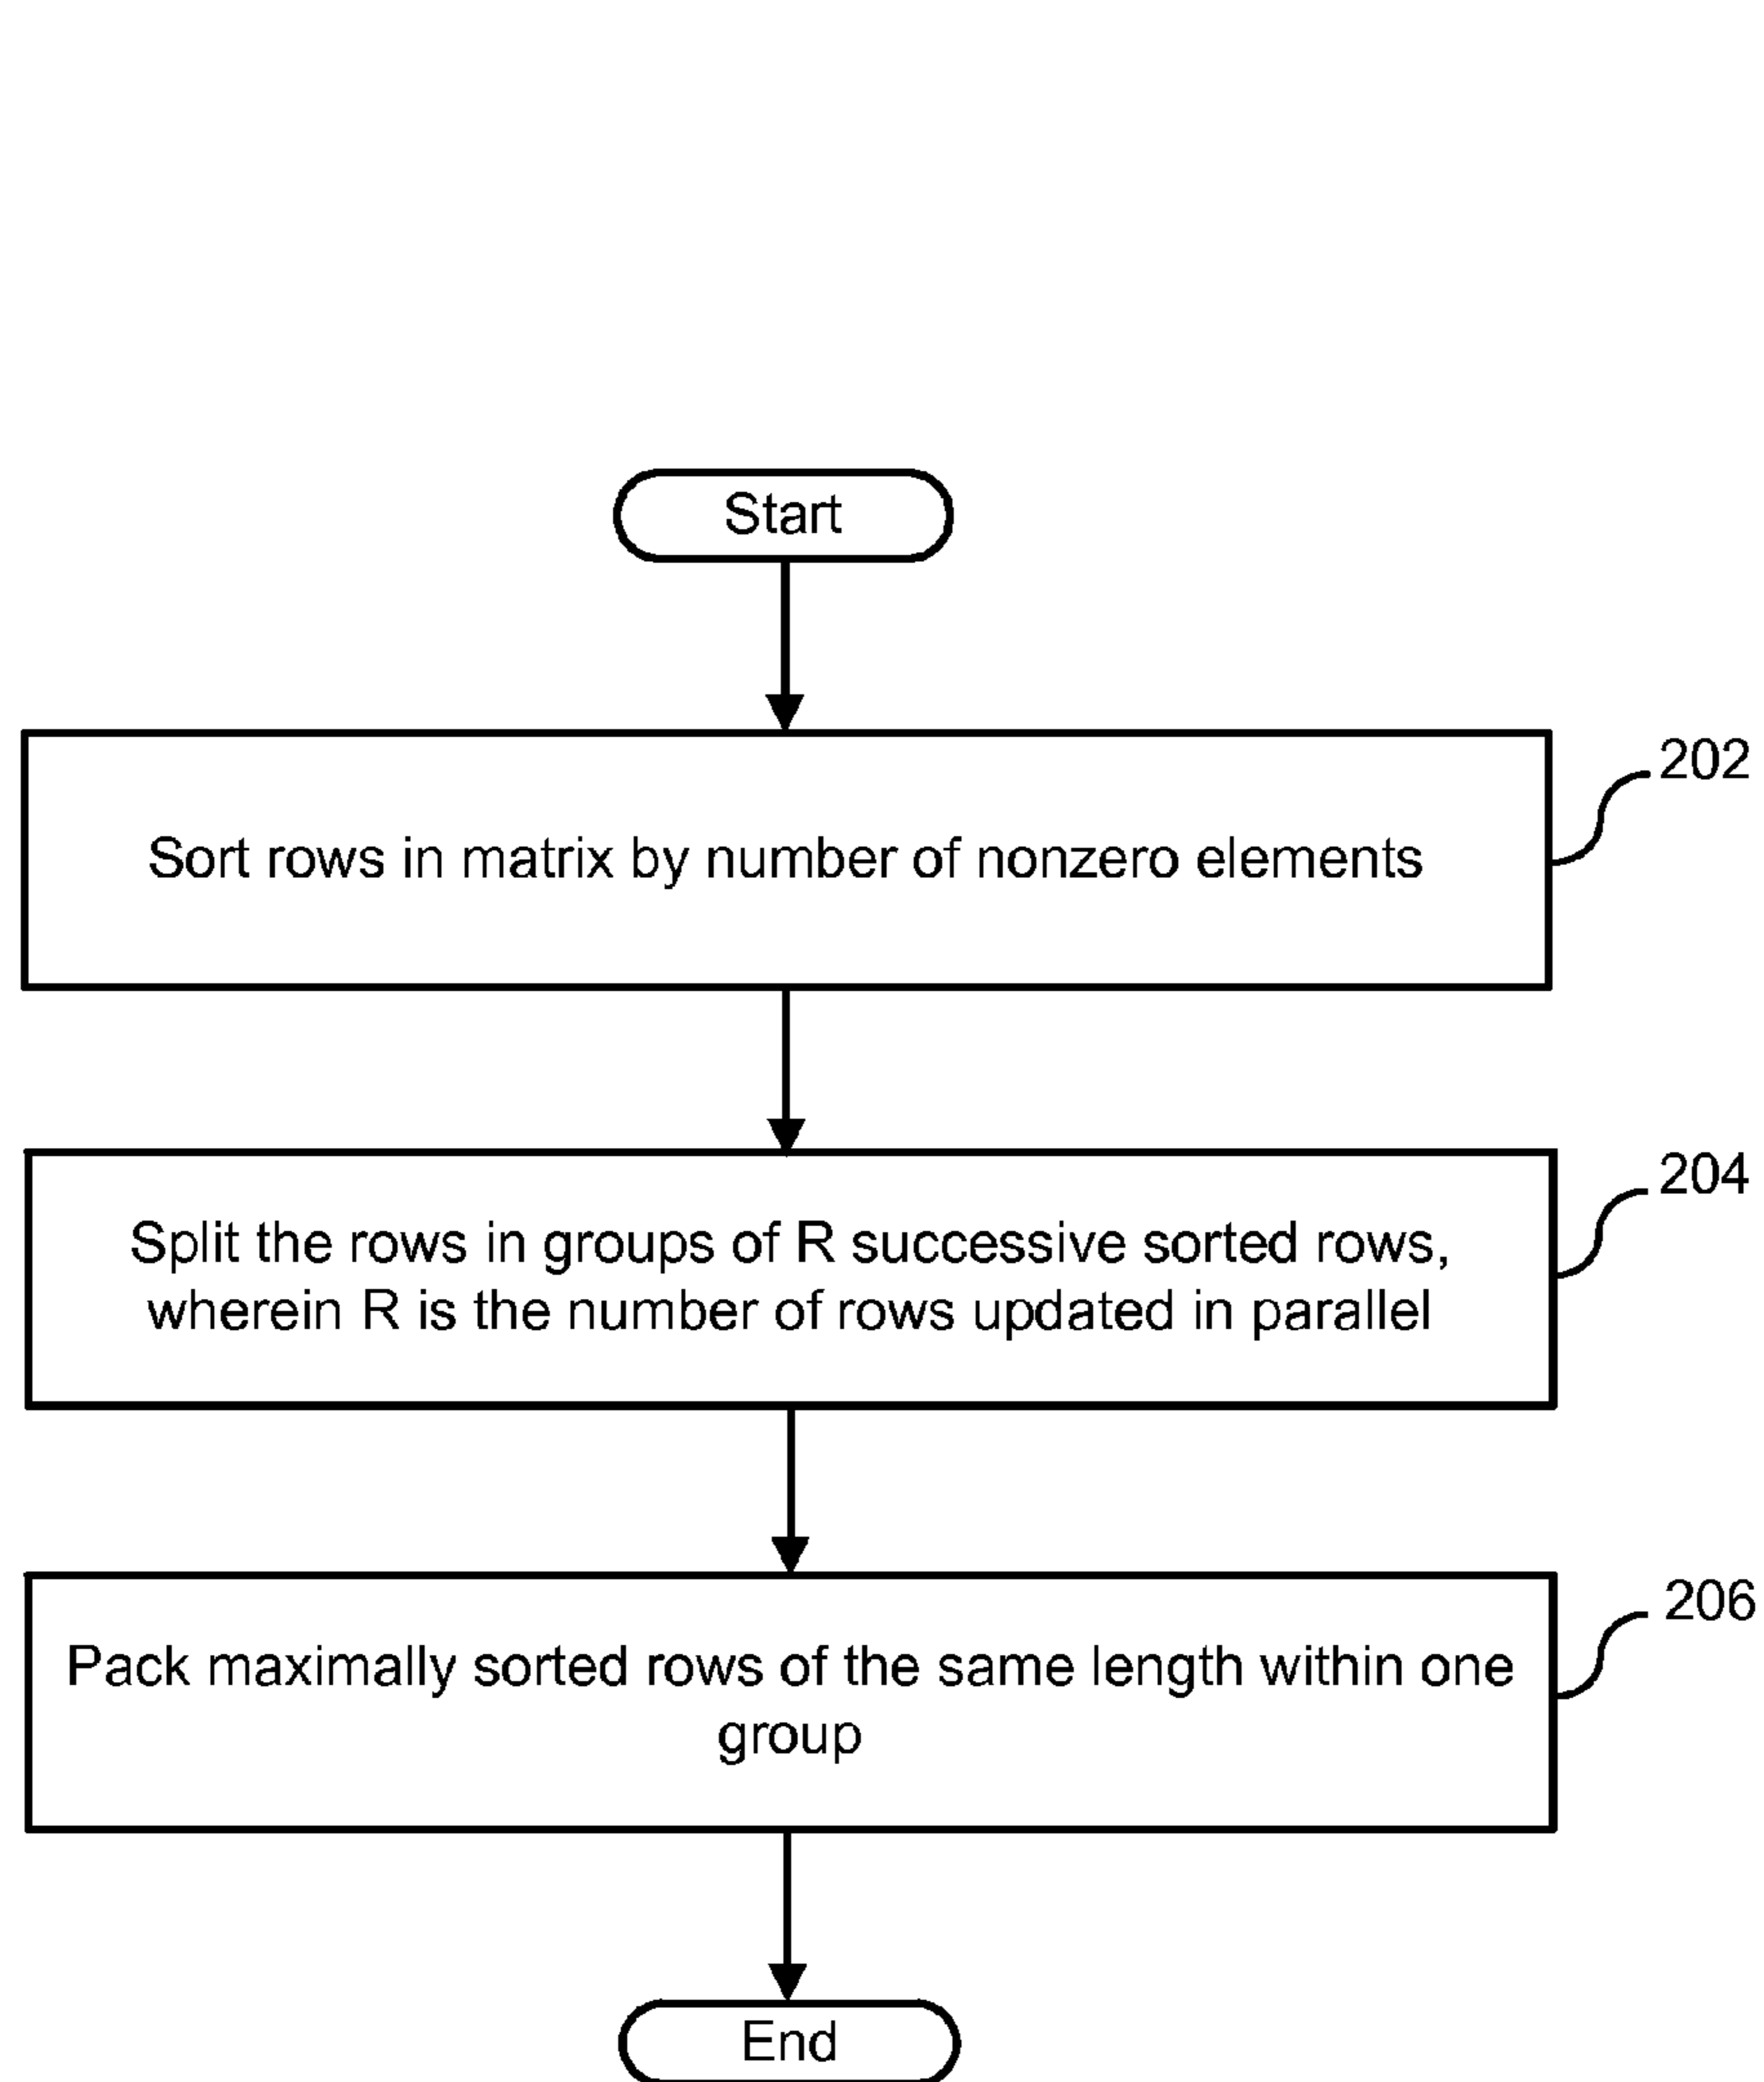 Start
202
Sort rows in matrix by number of nonzero elements
204
Split the rows in groups of R successive sorted rows,
wherein R is the number of rows updated in parallel
206
Pack maximally sorted rows of the same length within one
group
End